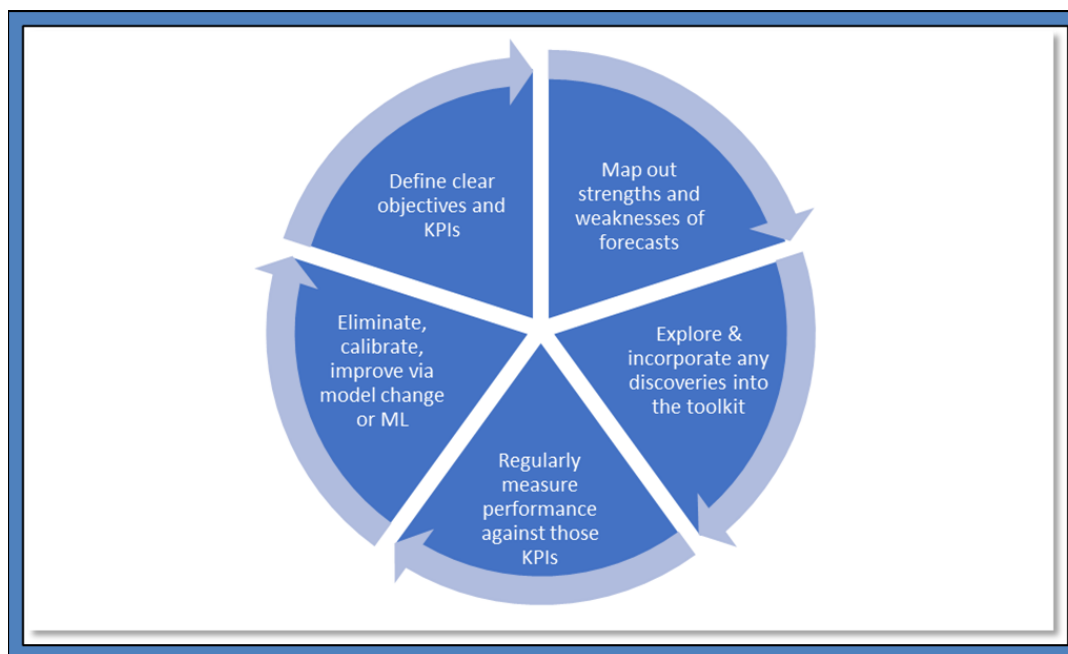 Define clear
objectives and
KPIs
Map out
strengths and
weaknesses of
forecasts
Explore &
incorporate any
discoveries into
the toolkit
Regularly
measure
performance
against those
KPIs
Eliminate,
calibrate,
improve via
model change
or ML